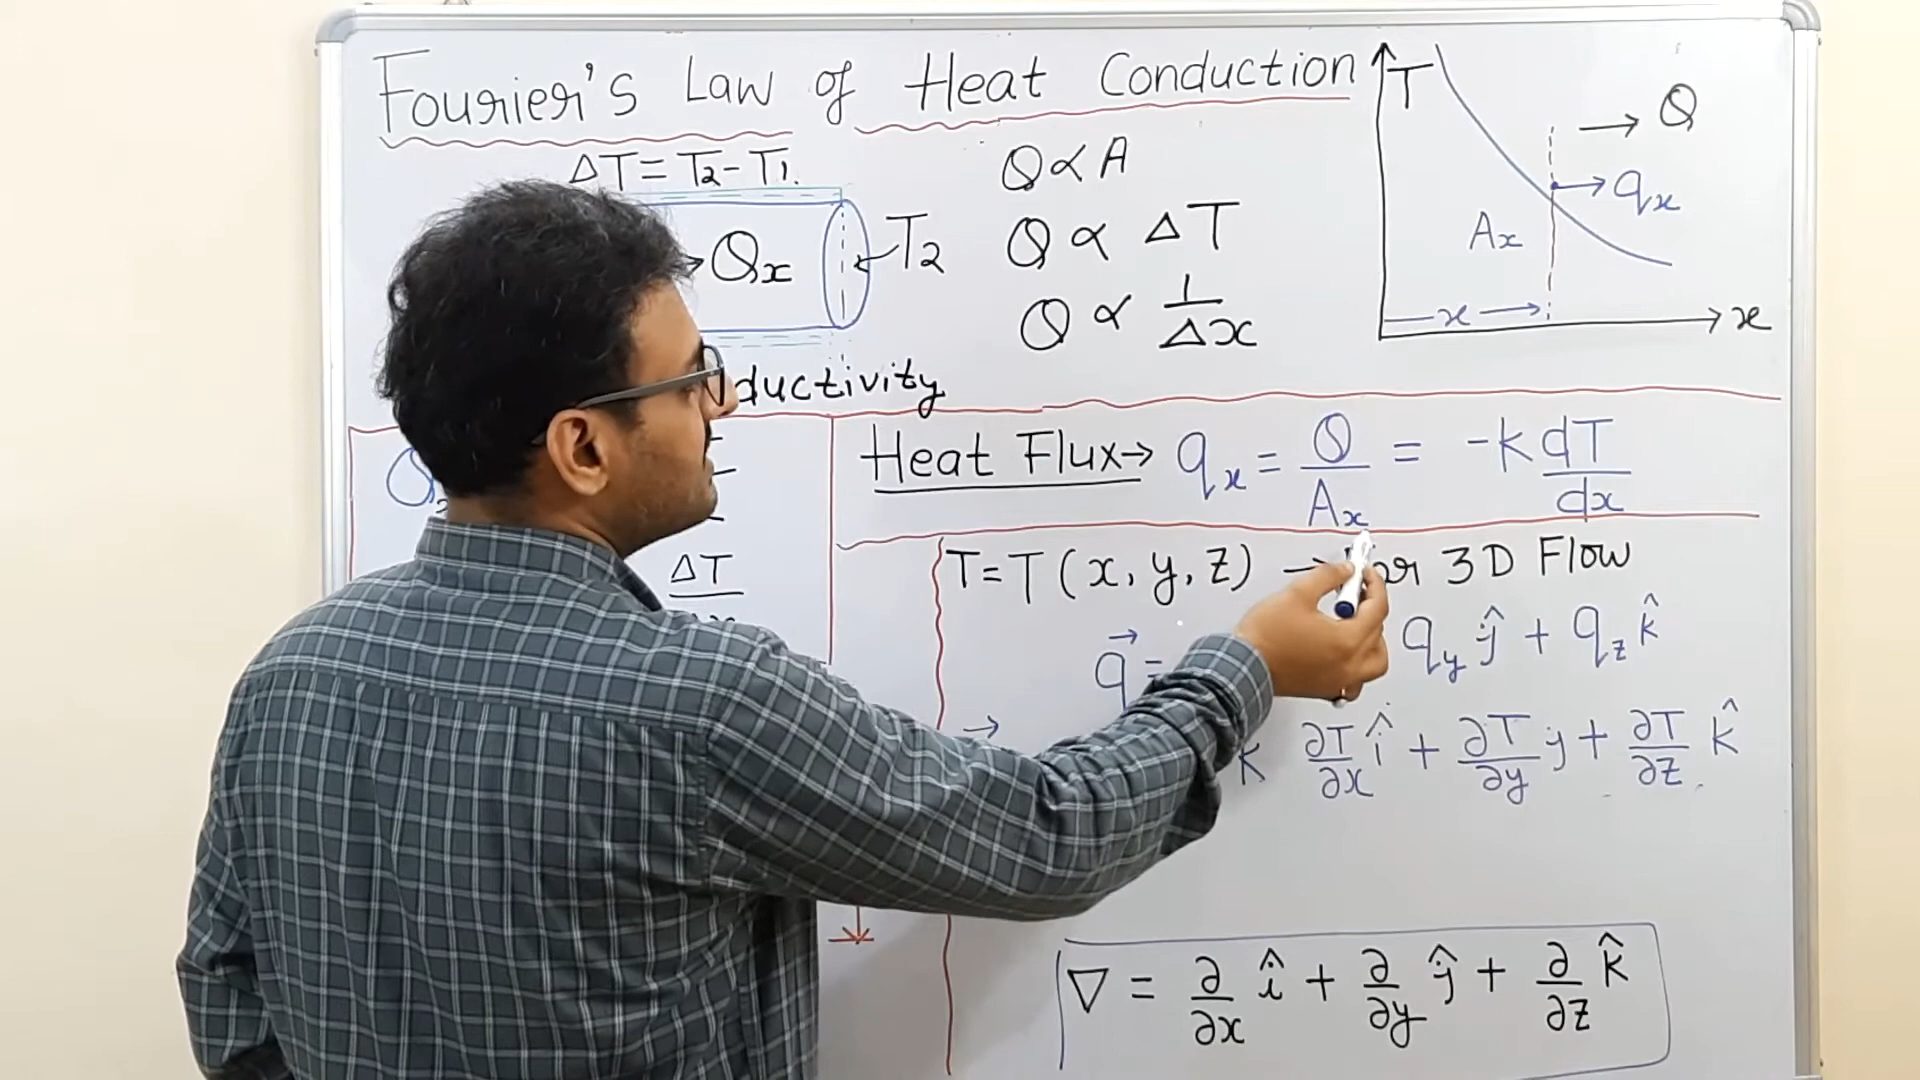 Fourier's Law of Heat Conduction
ΔT = T2 - T1.
Qx
T2
Q ∝ A
Q ∝ ΔT
Q ∝ 1/Δx
T
Q
qx
Ax
x
x
ductivity
Heat Flux→ qx = Q/Ax = -k dT/dx
Q
ΔT
T = T(x, y, z) → For 3D Flow
q⃗ = qy ĵ + qz k̂
k ∂T/∂x î + ∂T/∂y j + ∂T/∂z k̂
∇ = ∂/∂x î + ∂/∂y ĵ + ∂/∂z k̂